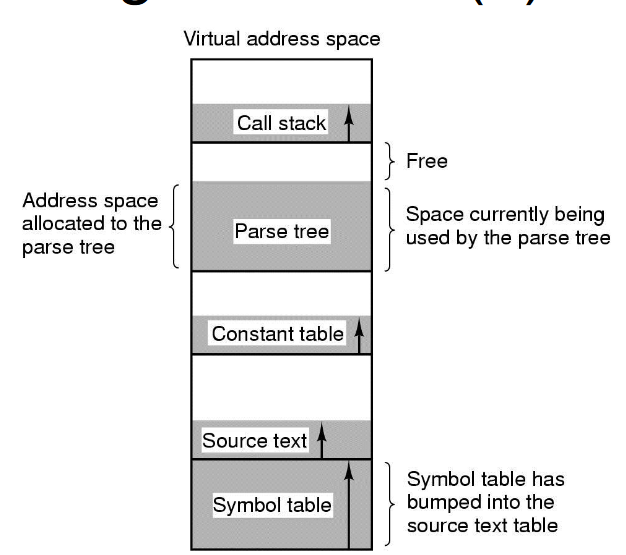 Virtual address space
Call stack
Free
Address space
allocated to the
parse tree
Parse tree
Space currently being
used by the parse tree
Constant table
Source text
Symbol table
Symbol table has
bumped into the
source text table